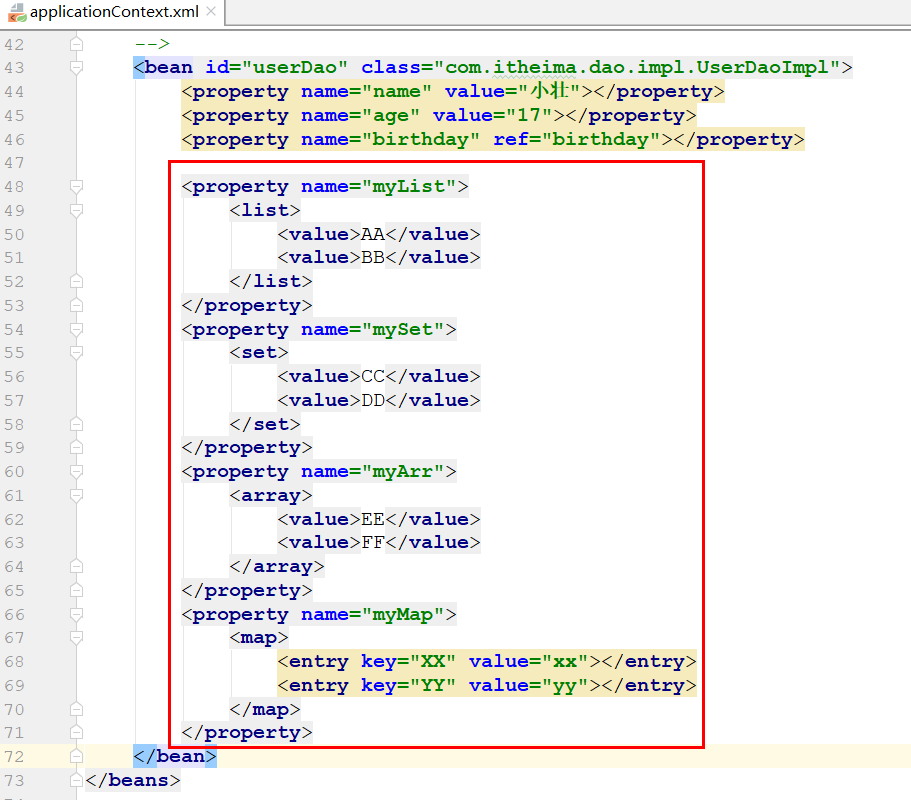 applicationContext.xml
42 -->
43 <bean id="userDao" class="com.itheima.dao.impl.UserDaoImpl">
44 <property name="name" value="小壮"></property>
45 <property name="age" value="17"></property>
46 <property name="birthday" ref="birthday"></property>
47
48 <property name="myList">
49 <list>
50 <value>AA</value>
51 <value>BB</value>
52 </list>
53 </property>
54 <property name="mySet">
55 <set>
56 <value>CC</value>
57 <value>DD</value>
58 </set>
59 </property>
60 <property name="myArr">
61 <array>
62 <value>EE</value>
63 <value>FF</value>
64 </array>
65 </property>
66 <property name="myMap">
67 <map>
68 <entry key="XX" value="xx"></entry>
69 <entry key="YY" value="yy"></entry>
70 </map>
71 </property>
72 </bean>
73 </beans>